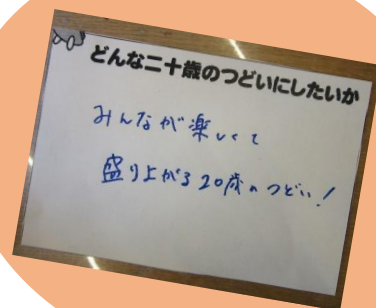 どんな二十歳のつどいにしたいか
みんなが楽しくて
盛り上がる20歳のつどい!